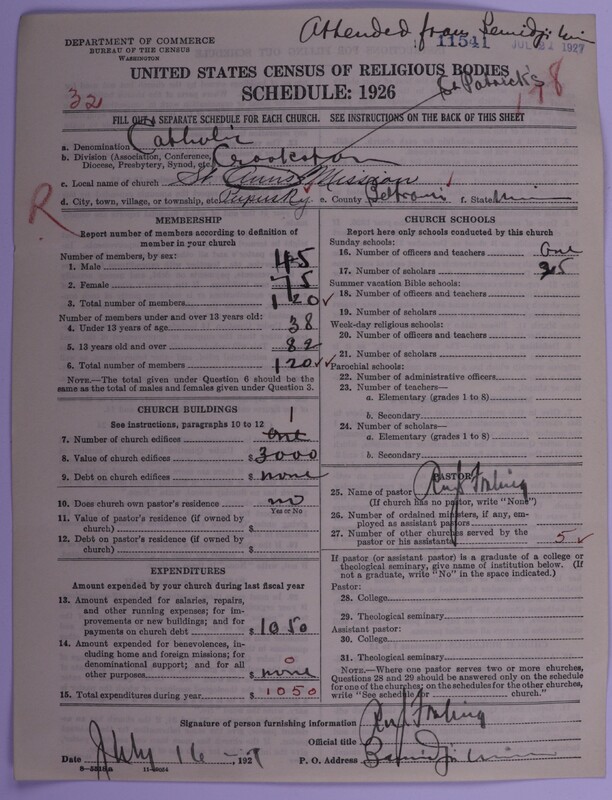 Attended from Bemidji Min
DEPARTMENT OF COMMERCE
BUREAU OF THE CENSUS
WASHINGTON
11541
JUL 21 1927
UNITED STATES CENSUS OF RELIGIOUS BODIES
St Patrick's
SCHEDULE: 1926
32
FILL OUT A SEPARATE SCHEDULE FOR EACH CHURCH. SEE INSTRUCTIONS ON THE BACK OF THIS SHEET
a. Denomination Catholic
b. Division (Association, Conference, Diocese, Presbytery, Synod, etc.) Crookston
c. Local name of church St Anns Mission
d. City, town, village, or township, etc. Puposky e. County Beltrami f. State Minn
R
MEMBERSHIP
Report number of members according to definition of
member in your church
Number of members, by sex:
1. Male 45
2. Female 75
3. Total number of members 120 ✓
Number of members under and over 13 years old:
4. Under 13 years of age 38
5. 13 years old and over 82
6. Total number of members 120 ✓✓
NOTE.—The total given under Question 6 should be the
same as the total of males and females given under Question 3.
CHURCH BUILDINGS
See instructions, paragraphs 10 to 12
1
7. Number of church edifices one
8. Value of church edifices $ 3000
9. Debt on church edifices $ none
10. Does church own pastor's residence? no
Yes or No
11. Value of pastor's residence (if owned by
church) $
12. Debt on pastor's residence (if owned by
church) $
EXPENDITURES
Amount expended by your church during last fiscal year
13. Amount expended for salaries, repairs,
and other running expenses; for im-
provements or new buildings; and for
payments on church debt $ 1050
14. Amount expended for benevolences, in-
cluding home and foreign missions; for
denominational support; and for all
other purposes $ none
0
15. Total expenditures during year $ 1050
CHURCH SCHOOLS
Report here only schools conducted by this church
Sunday schools:
16. Number of officers and teachers one
17. Number of scholars 25
Summer vacation Bible schools:
18. Number of officers and teachers
19. Number of scholars
Week-day religious schools:
20. Number of officers and teachers
21. Number of scholars
Parochial schools:
22. Number of administrative officers
23. Number of teachers—
a. Elementary (grades 1 to 8)
b. Secondary
24. Number of scholars—
a. Elementary (grades 1 to 8)
b. Secondary
PASTOR
25. Name of pastor
(If church has no pastor, write "None")
26. Number of ordained ministers, if any, em-
ployed as assistant pastors
27. Number of other churches served by the
pastor or his assistants 5 ✓
If pastor (or assistant pastor) is a graduate of a college or
theological seminary, give name of institution below. (If
not a graduate, write "No" in the space indicated.)
Pastor:
28. College
29. Theological seminary
Assistant pastor:
30. College
31. Theological seminary
NOTE.—Where one pastor serves two or more churches,
Questions 28 and 29 should be answered only on the schedule
for one of the churches; on the schedules for the other churches,
write "See schedule for church."
Signature of person furnishing information
Official title
Date July 16 -, 1927 P. O. Address Bemidji Minn
8-5518a 11-9024